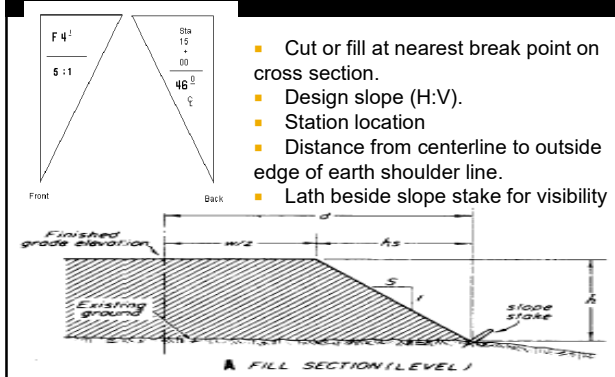 F 4¹
5 :1
Front
Sta
15
+
00
46⁰
℄
Back
▪ Cut or fill at nearest break point on
cross section.
▪ Design slope (H:V).
▪ Station location
▪ Distance from centerline to outside
edge of earth shoulder line.
▪ Lath beside slope stake for visibility
d
Finished
grade elevation
w/2
hs
S
1
h
Existing
ground
slope
stake
A FILL SECTION (LEVEL)